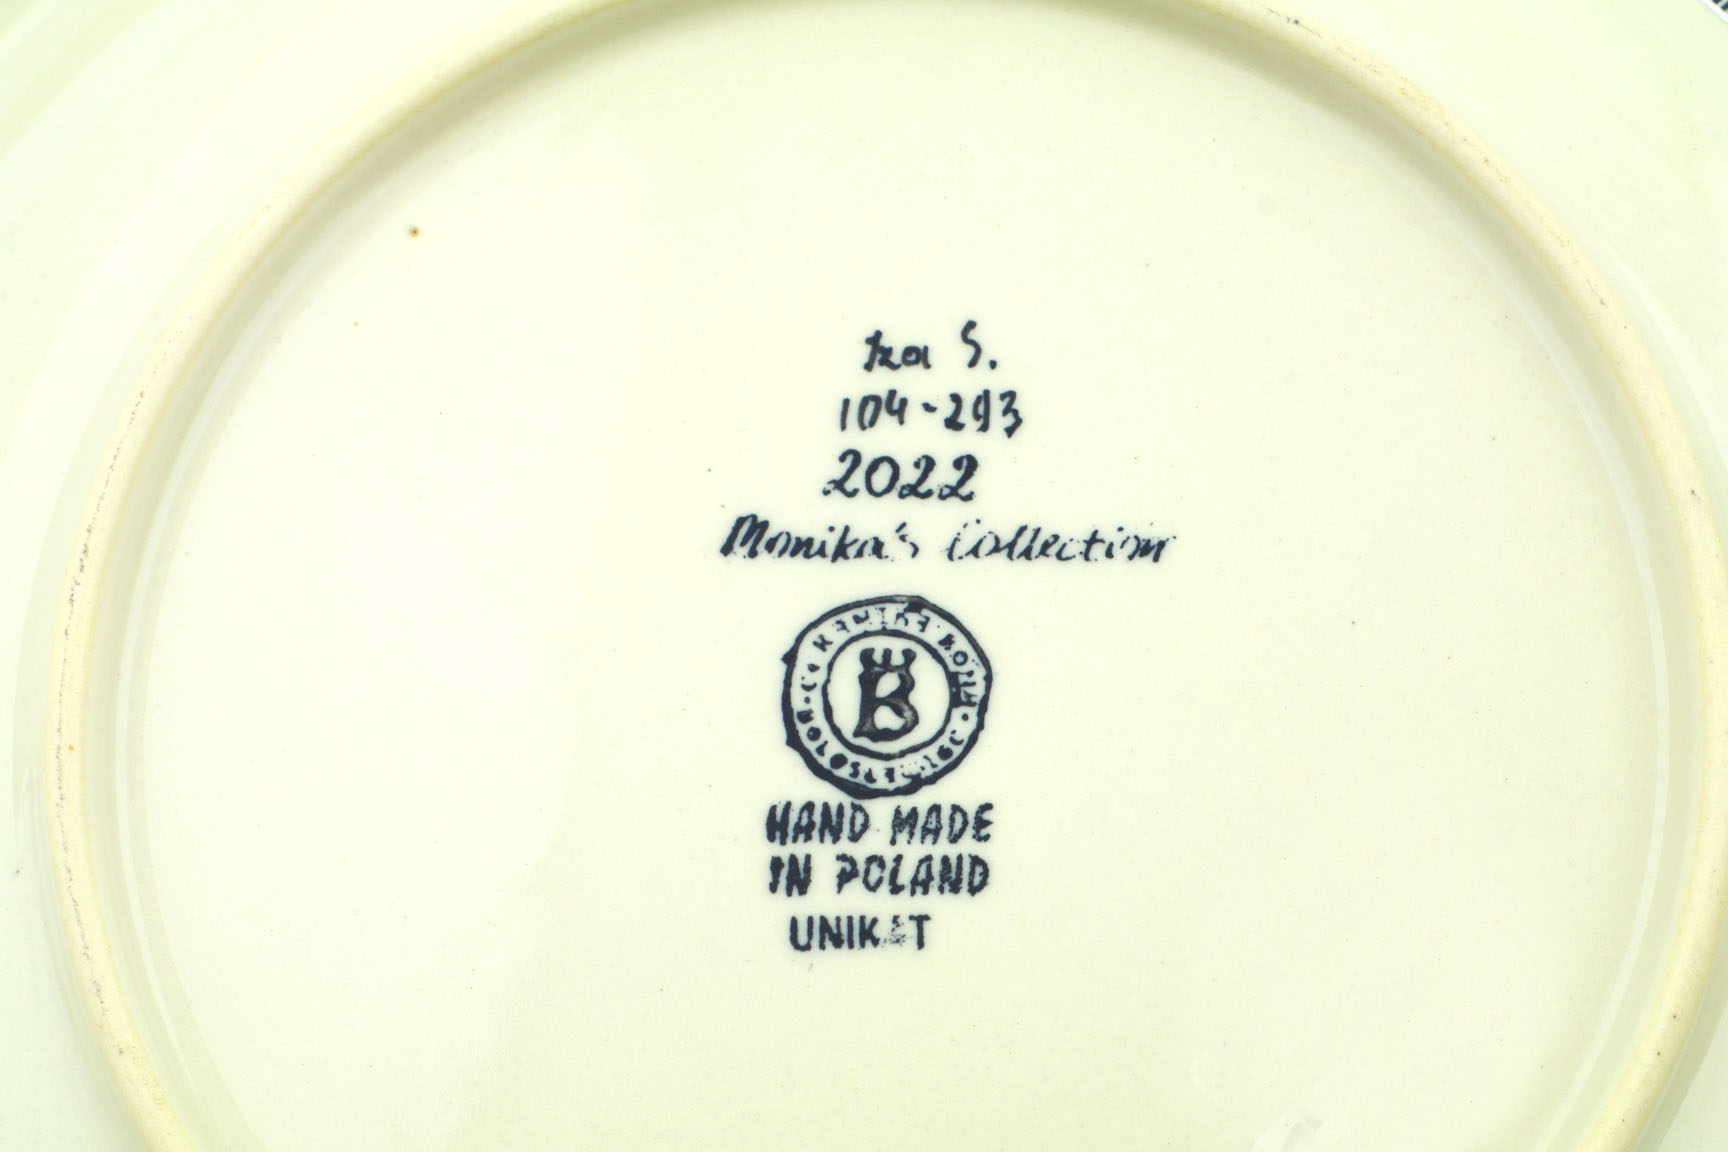 Iza S.
104-293
2022
Monika's Collection
B
HAND MADE
IN POLAND
UNIKAT